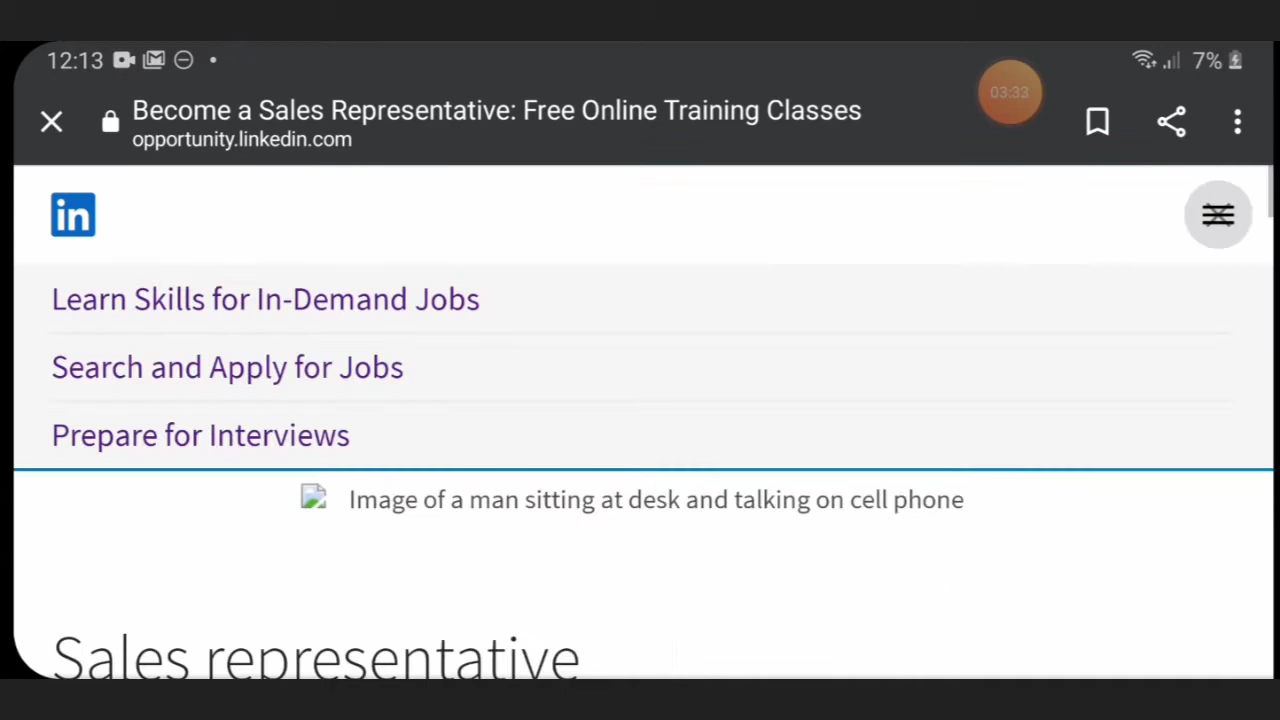 12:13
7%
03:33
Become a Sales Representative: Free Online Training Classes
opportunity.linkedin.com
in
Learn Skills for In-Demand Jobs
Search and Apply for Jobs
Prepare for Interviews
Image of a man sitting at desk and talking on cell phone
Sales representative